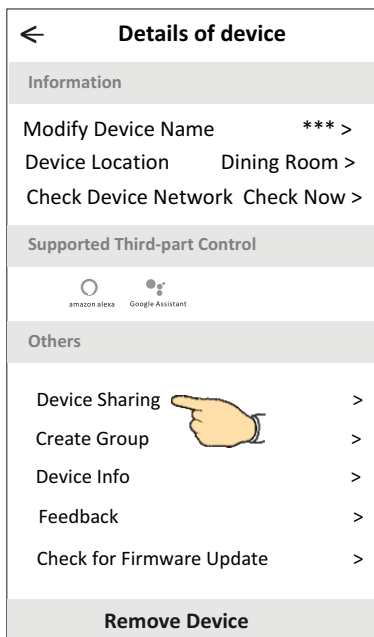 ← Details of device
Information
Modify Device Name *** >
Device Location Dining Room >
Check Device Network Check Now >
Supported Third-part Control
amazon alexa Google Assistant
Others
Device Sharing >
Create Group >
Device Info >
Feedback >
Check for Firmware Update >
Remove Device